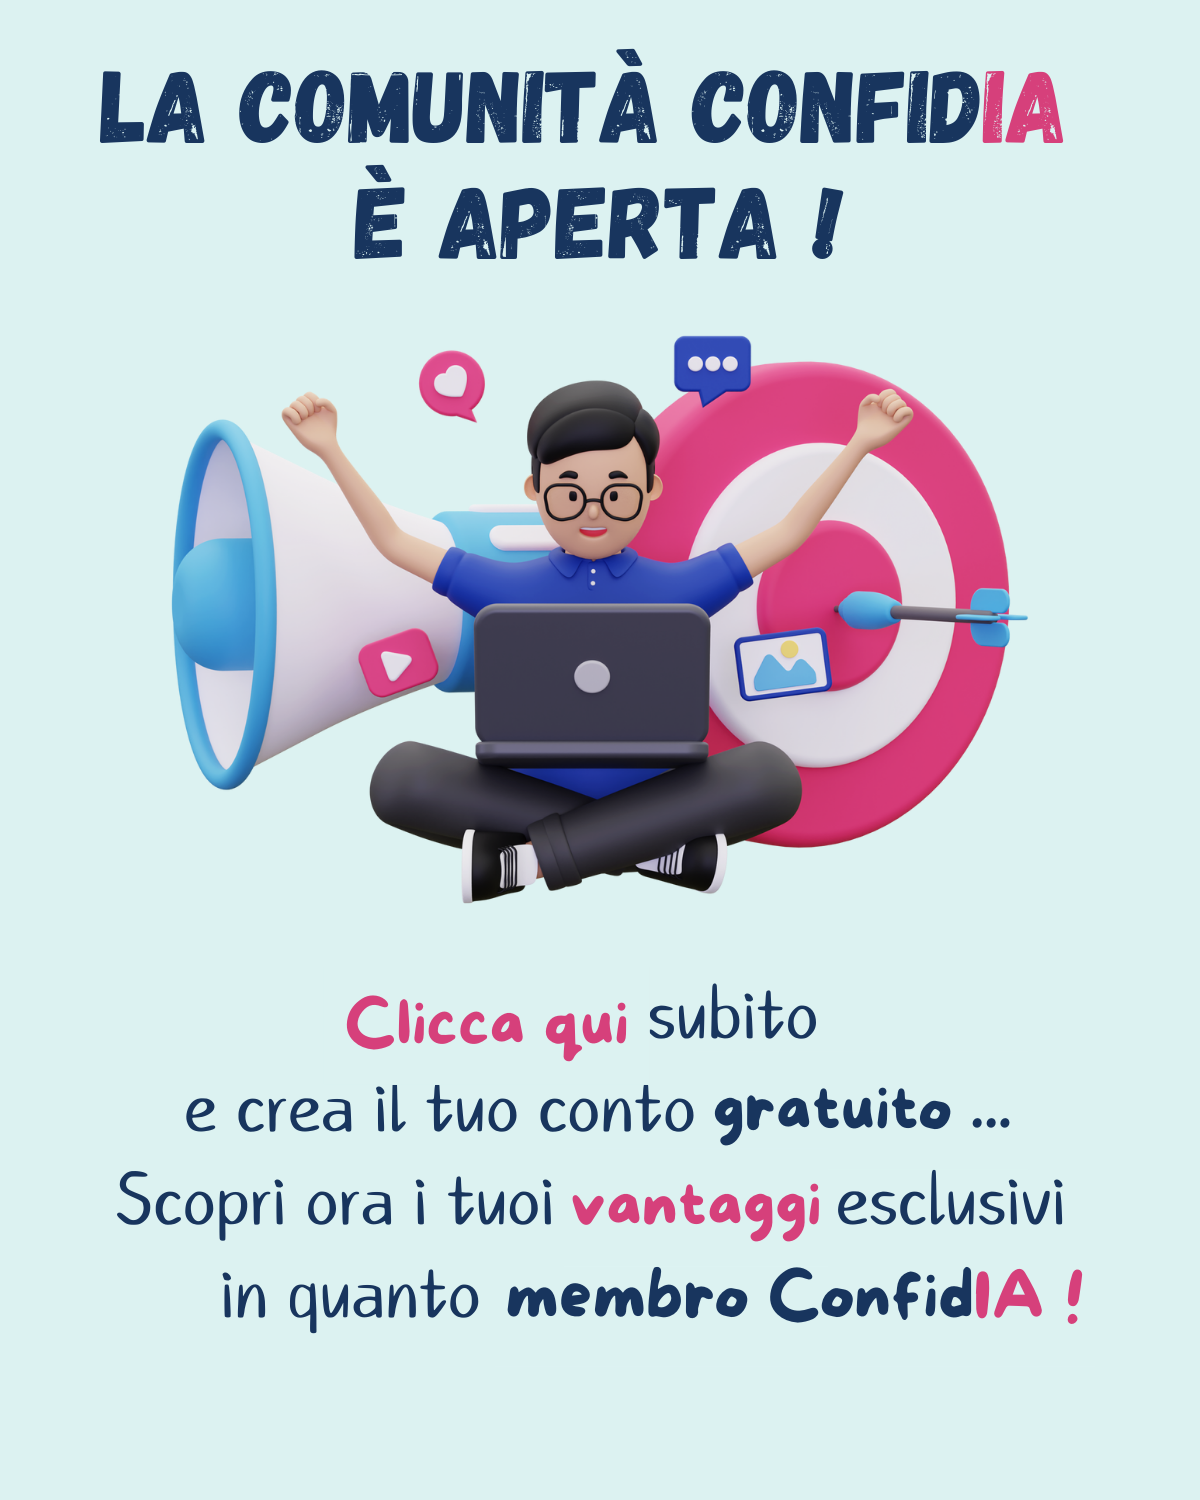 LA COMUNITÀ CONFIDIA
È APERTA !
Clicca qui subito
e crea il tuo conto gratuito ...
Scopri ora i tuoi vantaggi esclusivi
in quanto membro ConfidIA !